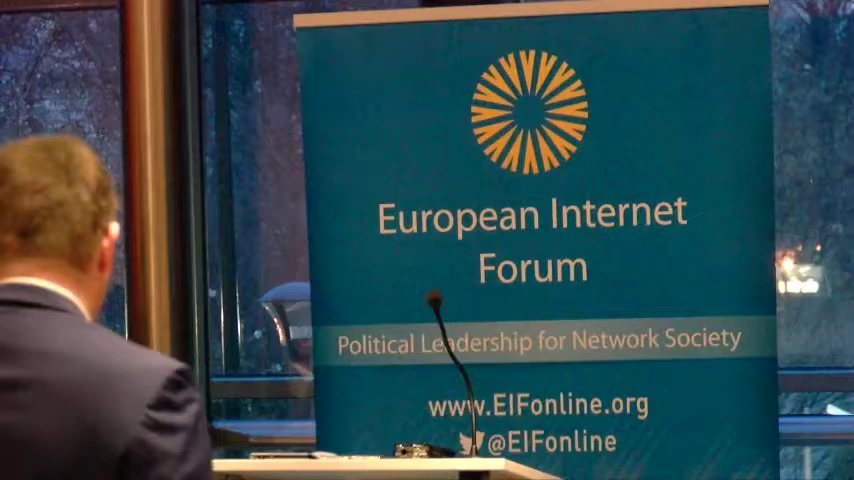 European Internet
Forum
Political Leadership for Network Society
www.EIFonline.org
@EIFonline